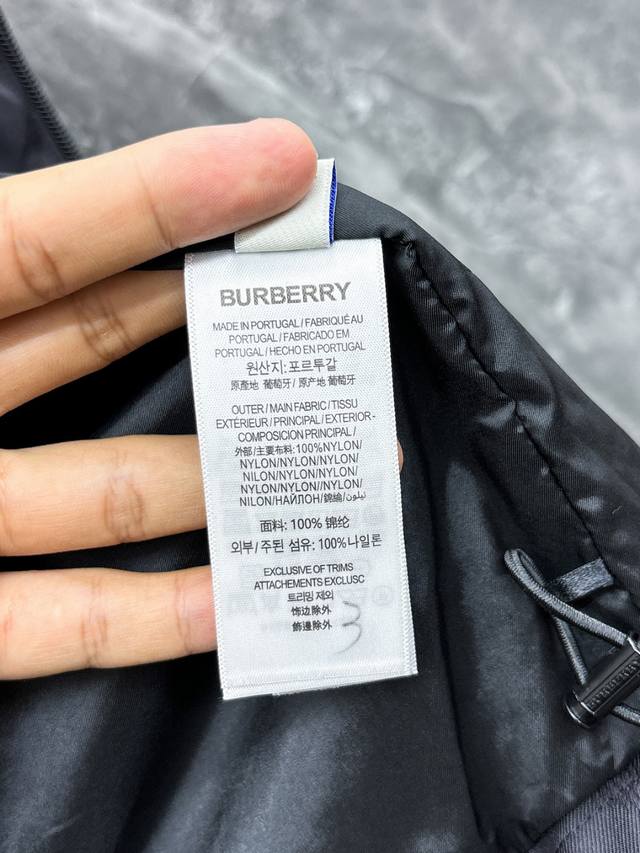 BURBERRY
MADE IN PORTUGAL / FABRIQUÉ AU
PORTUGAL / FABRICADO EM
PORTUGAL / HECHO EN PORTUGAL
원산지: 포르투갈
原產地 葡萄牙 / 原产地 葡萄牙
OUTER / MAIN FABRIC / TISSU
EXTÉRIEUR / PRINCIPAL / EXTERIOR-
COMPOSICIÓN PRINCIPAL /
外部 / 主要布料: 100%NYLON/
NYLON/NYLON/NYLON/
NILON/NYLON/NYLON/
NYLON/NYLON//NYLON/
NILON/НАЙЛОН/錦綸/نيلون
面料: 100% 锦纶
외부 / 주된 섬유: 100%나일론
EXCLUSIVE OF TRIMS
ATTACHEMENTS EXCLUSC
트리밍 제외
饰边除外
飾邊除外
3